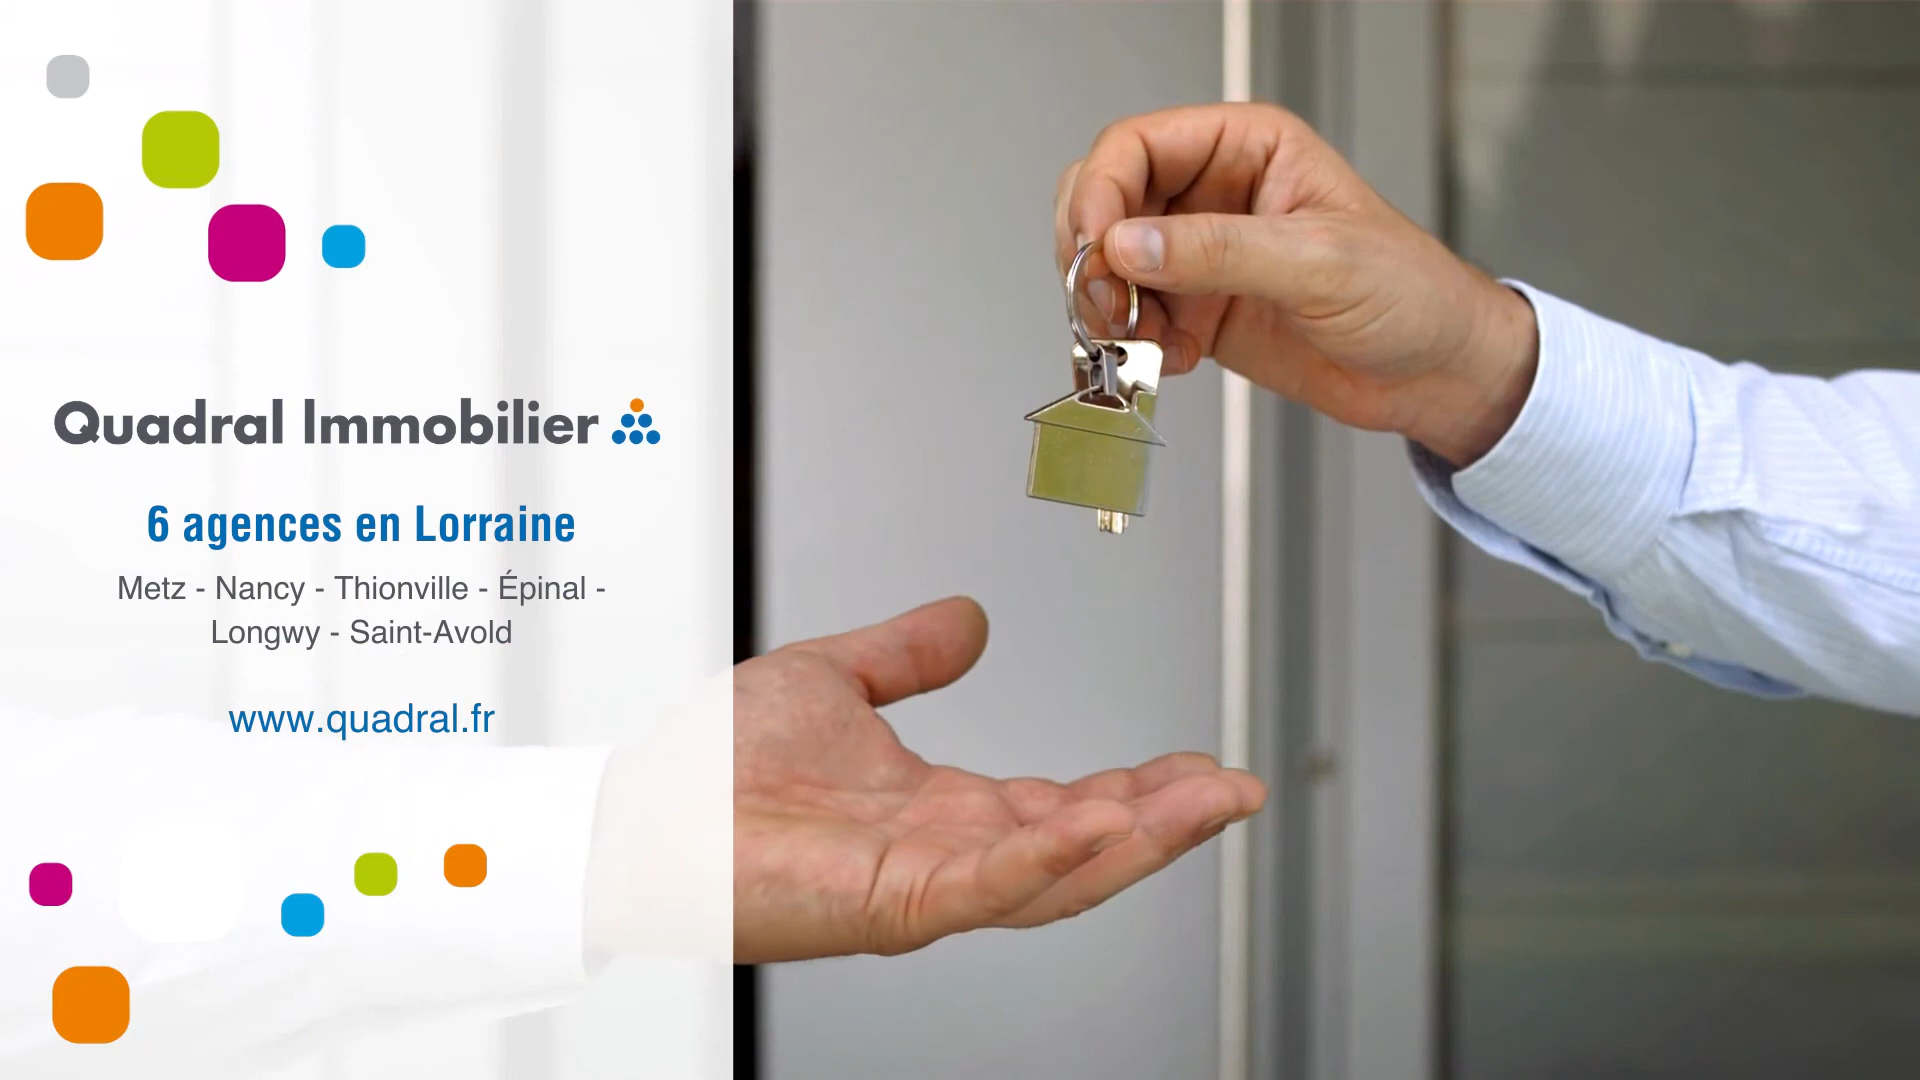 Quadral Immobilier
6 agences en Lorraine
Metz - Nancy - Thionville - Épinal -
Longwy - Saint-Avold
www.quadral.fr